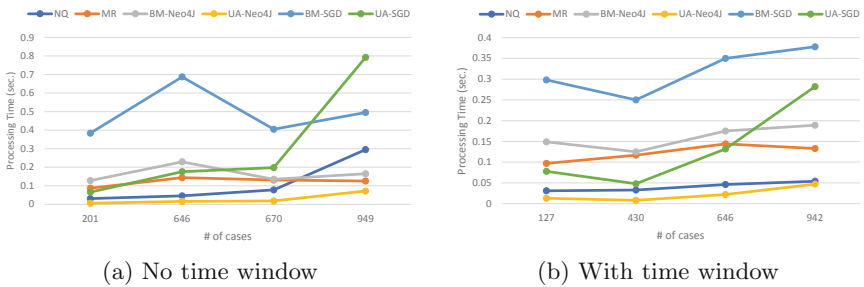 NQ MR BM-Neo4J UA-Neo4J BM-SGD UA-SGD
Processing Time (sec.)
0.9
0.8
0.7
0.6
0.5
0.4
0.3
0.2
0.1
0
201 646 670 949
# of cases
(a) No time window
NQ MR BM-Neo4J UA-Neo4J BM-SGD UA-SGD
Processing Time (sec.)
0.4
0.35
0.3
0.25
0.2
0.15
0.1
0.05
0
127 430 646 942
# of cases
(b) With time window